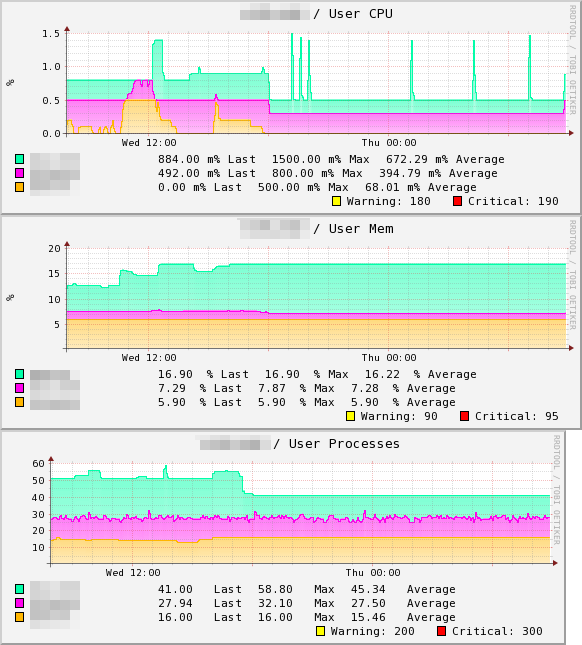 / User CPU
1.5
1.0
0.5
0.0
%
Wed 12:00 Thu 00:00
884.00 m% Last 1500.00 m% Max 672.29 m% Average
492.00 m% Last 800.00 m% Max 394.79 m% Average
0.00 m% Last 500.00 m% Max 68.01 m% Average
Warning: 180 Critical: 190
RRDTOOL / TOBI OETIKER
/ User Mem
20
15
10
5
%
Wed 12:00 Thu 00:00
16.90 % Last 16.90 % Max 16.22 % Average
7.29 % Last 7.87 % Max 7.28 % Average
5.90 % Last 5.90 % Max 5.90 % Average
Warning: 90 Critical: 95
RRDTOOL / TOBI OETIKER
/ User Processes
60
50
40
30
20
10
Wed 12:00 Thu 00:00
41.00 Last 58.80 Max 45.34 Average
27.94 Last 32.10 Max 27.50 Average
16.00 Last 16.00 Max 15.46 Average
Warning: 200 Critical: 300
RRDTOOL / TOBI OETIKER